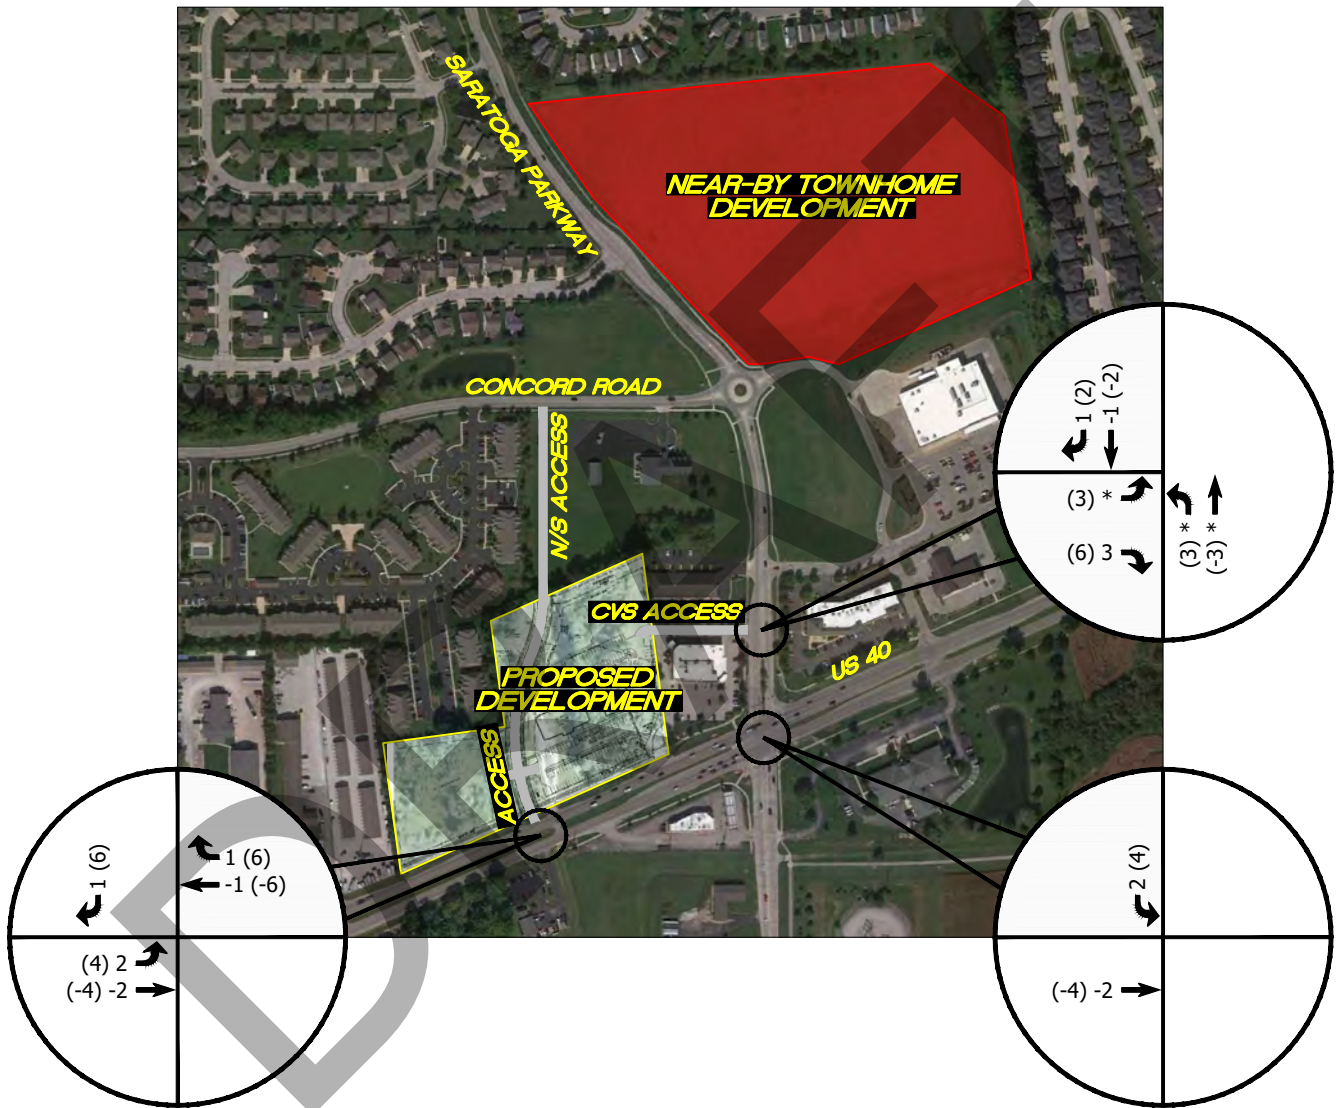 SARATOGA PARKWAY
NEAR-BY TOWNHOME
DEVELOPMENT
CONCORD ROAD
N/S ACCESS
CVS ACCESS
US 40
PROPOSED
DEVELOPMENT
ACCESS
1 (2)
-1 (-2)
(3) *
(6) 3
(3) *
(-3) *
1 (6)
1 (6)
-1 (-6)
(4) 2
(-4) -2
2 (4)
(-4) -2
DRAFT